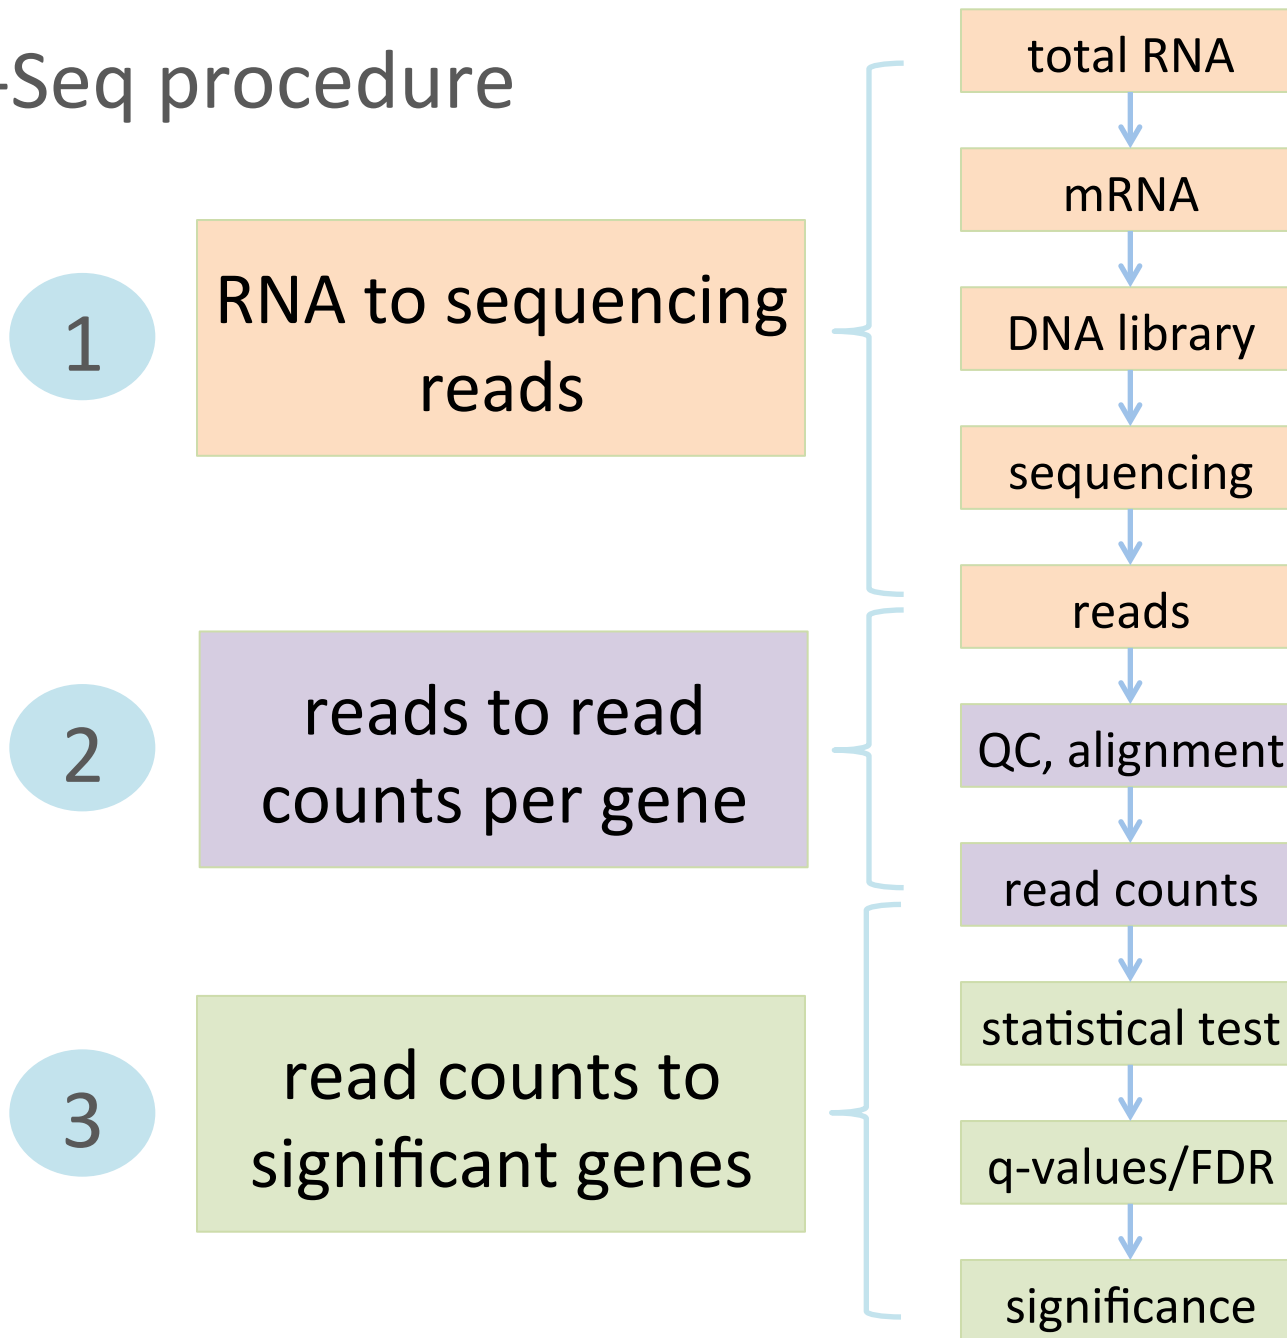 -Seq procedure
1
RNA to sequencing
reads
2
reads to read
counts per gene
3
read counts to
significant genes
total RNA
mRNA
DNA library
sequencing
reads
QC, alignment
read counts
statistical test
q-values/FDR
significance